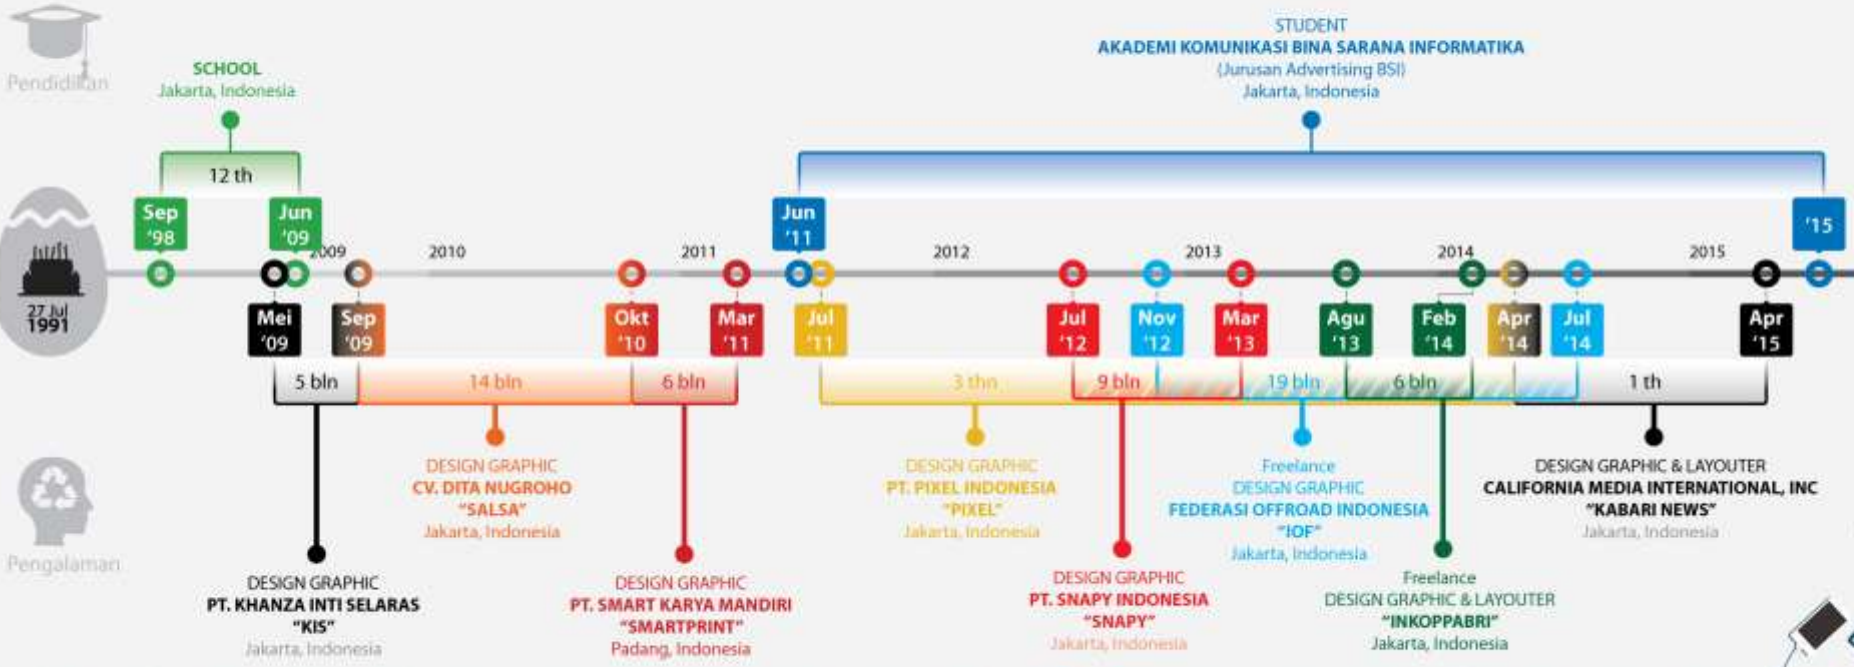 Pendidikan
SCHOOL
Jakarta, Indonesia
12 th
STUDENT
AKADEMI KOMUNIKASI BINA SARANA INFORMATIKA
(Jurusan Advertising BSI)
Jakarta, Indonesia
Sep
'98
Jun
'09
Jun
'11
'15
27 Jul
1991
2009
2010
2011
2012
2013
2014
2015
Mei
'09
Sep
'09
Okt
'10
Mar
'11
Jul
'11
Jul
'12
Nov
'12
Mar
'13
Agu
'13
Feb
'14
Apr
'14
Jul
'14
Apr
'15
5 bln
14 bln
6 bln
3 thn
9 bln
19 bln
6 bln
1 th
Pengalaman
DESIGN GRAPHIC
PT. KHANZA INTI SELARAS
"KIS"
Jakarta, Indonesia
DESIGN GRAPHIC
CV. DITA NUGROHO
"SALSA"
Jakarta, Indonesia
DESIGN GRAPHIC
PT. SMART KARYA MANDIRI
"SMARTPRINT"
Padang, Indonesia
DESIGN GRAPHIC
PT. PIXEL INDONESIA
"PIXEL"
Jakarta, Indonesia
DESIGN GRAPHIC
PT. SNAPY INDONESIA
"SNAPY"
Jakarta, Indonesia
Freelance
DESIGN GRAPHIC
FEDERASI OFFROAD INDONESIA
"IOF"
Jakarta, Indonesia
Freelance
DESIGN GRAPHIC & LAYOUTER
"INKOPPABRI"
Jakarta, Indonesia
DESIGN GRAPHIC & LAYOUTER
CALIFORNIA MEDIA INTERNATIONAL, INC
"KABARI NEWS"
Jakarta, Indonesia